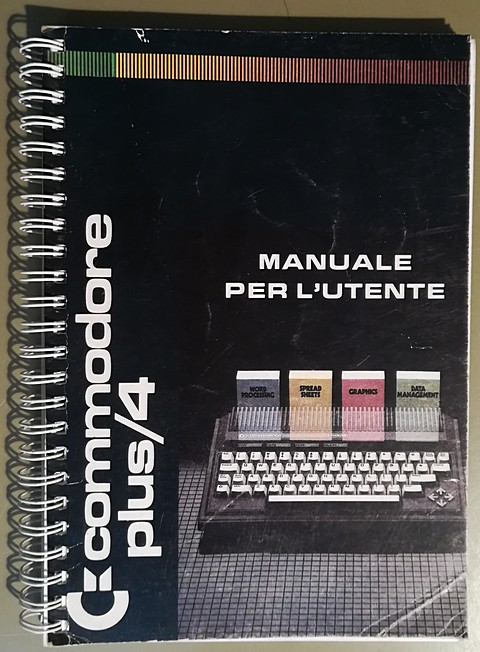 MANUALE
PER L'UTENTE
commodore
plus/4
WORD
PROCESSING
SPREAD
SHEETS
GRAPHICS
DATA
MANAGEMENT